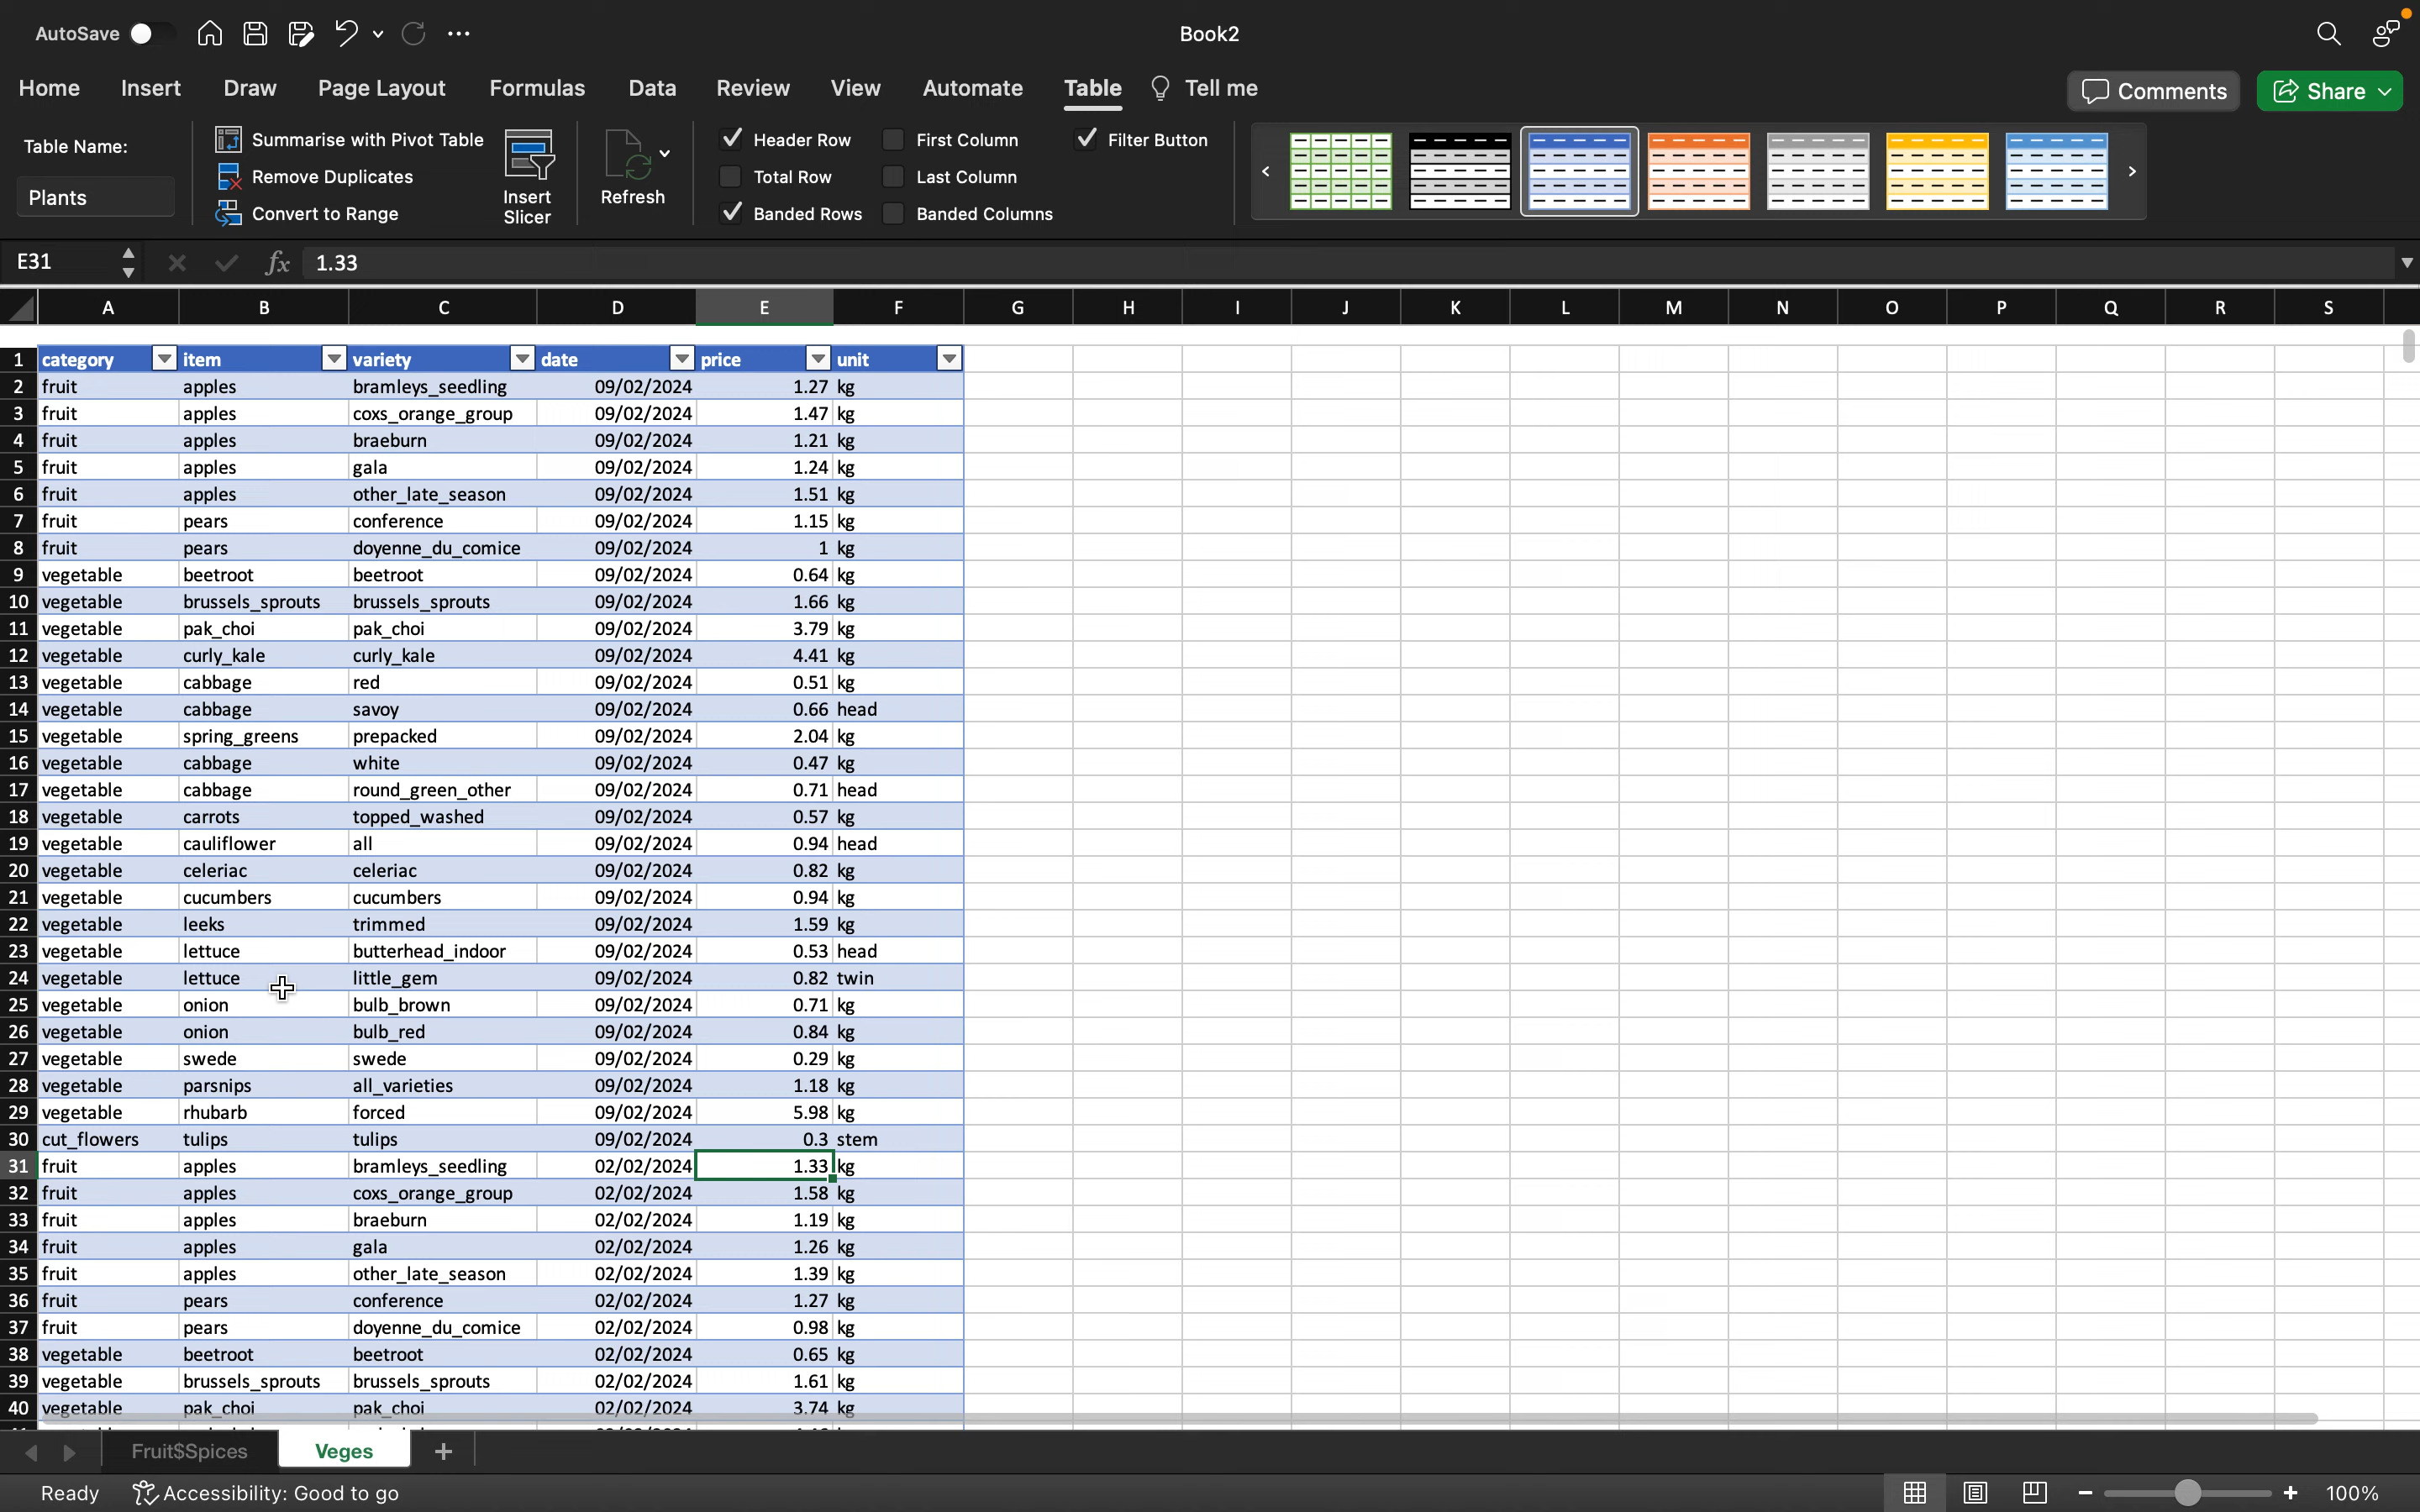 AutoSave
Book2
Home Insert Draw Page Layout Formulas Data Review View Automate Table Tell me Comments Share
Table Name:
Plants
Summarise with Pivot Table
Remove Duplicates
Convert to Range
Insert
Slicer
Refresh
Header Row First Column Filter Button
Total Row Last Column
Banded Rows Banded Columns
E31 fx 1.33
A B C D E F G H I J K L M N O P Q R S
1 category item variety date price unit
2 fruit apples bramleys_seedling 09/02/2024 1.27 kg
3 fruit apples coxs_orange_group 09/02/2024 1.47 kg
4 fruit apples braeburn 09/02/2024 1.21 kg
5 fruit apples gala 09/02/2024 1.24 kg
6 fruit apples other_late_season 09/02/2024 1.51 kg
7 fruit pears conference 09/02/2024 1.15 kg
8 fruit pears doyenne_du_comice 09/02/2024 1 kg
9 vegetable beetroot beetroot 09/02/2024 0.64 kg
10 vegetable brussels_sprouts brussels_sprouts 09/02/2024 1.66 kg
11 vegetable pak_choi pak_choi 09/02/2024 3.79 kg
12 vegetable curly_kale curly_kale 09/02/2024 4.41 kg
13 vegetable cabbage red 09/02/2024 0.51 kg
14 vegetable cabbage savoy 09/02/2024 0.66 head
15 vegetable spring_greens prepacked 09/02/2024 2.04 kg
16 vegetable cabbage white 09/02/2024 0.47 kg
17 vegetable cabbage round_green_other 09/02/2024 0.71 head
18 vegetable carrots topped_washed 09/02/2024 0.57 kg
19 vegetable cauliflower all 09/02/2024 0.94 head
20 vegetable celeriac celeriac 09/02/2024 0.82 kg
21 vegetable cucumbers cucumbers 09/02/2024 0.94 kg
22 vegetable leeks trimmed 09/02/2024 1.59 kg
23 vegetable lettuce butterhead_indoor 09/02/2024 0.53 head
24 vegetable lettuce little_gem 09/02/2024 0.82 twin
25 vegetable onion bulb_brown 09/02/2024 0.71 kg
26 vegetable onion bulb_red 09/02/2024 0.84 kg
27 vegetable swede swede 09/02/2024 0.29 kg
28 vegetable parsnips all_varieties 09/02/2024 1.18 kg
29 vegetable rhubarb forced 09/02/2024 5.98 kg
30 cut_flowers tulips tulips 09/02/2024 0.3 stem
31 fruit apples bramleys_seedling 02/02/2024 1.33 kg
32 fruit apples coxs_orange_group 02/02/2024 1.58 kg
33 fruit apples braeburn 02/02/2024 1.19 kg
34 fruit apples gala 02/02/2024 1.26 kg
35 fruit apples other_late_season 02/02/2024 1.39 kg
36 fruit pears conference 02/02/2024 1.27 kg
37 fruit pears doyenne_du_comice 02/02/2024 0.98 kg
38 vegetable beetroot beetroot 02/02/2024 0.65 kg
39 vegetable brussels_sprouts brussels_sprouts 02/02/2024 1.61 kg
40 vegetable pak_choi pak_choi 02/02/2024 3.74 kg
Fruit$Spices Veges
Ready Accessibility: Good to go 100%